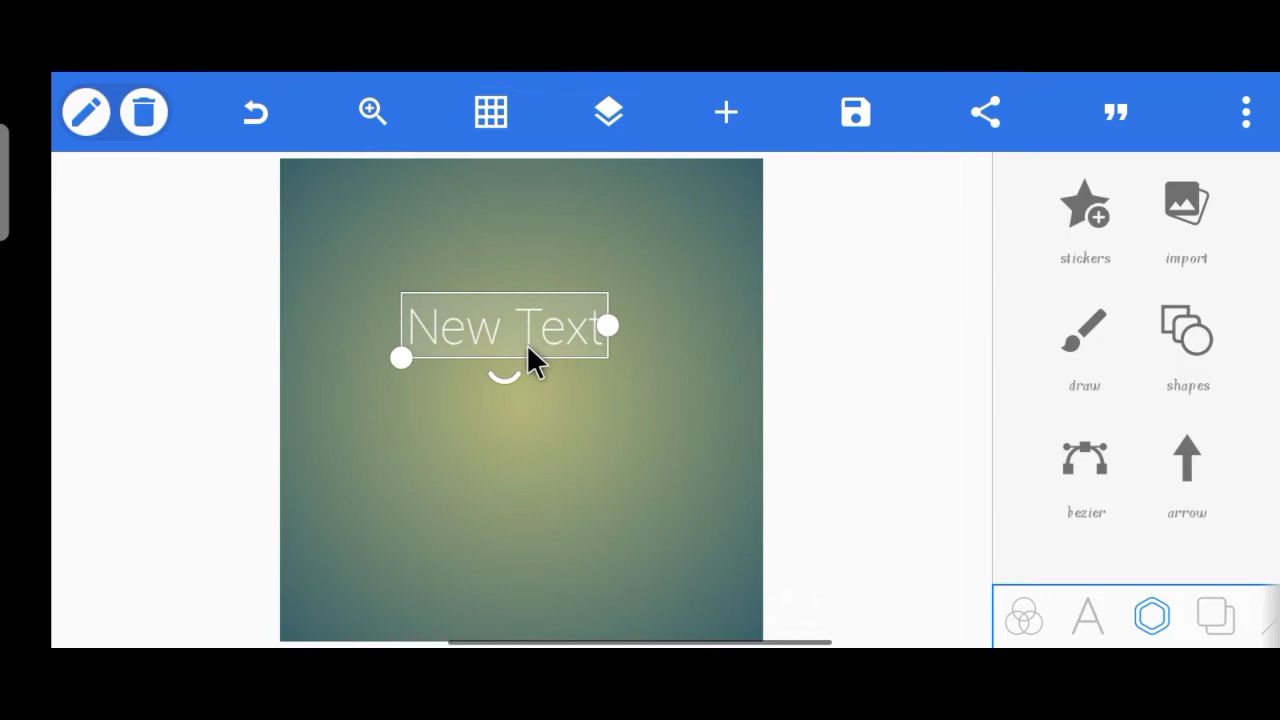 New Text
stickers
import
draw
shapes
bezier
arrow